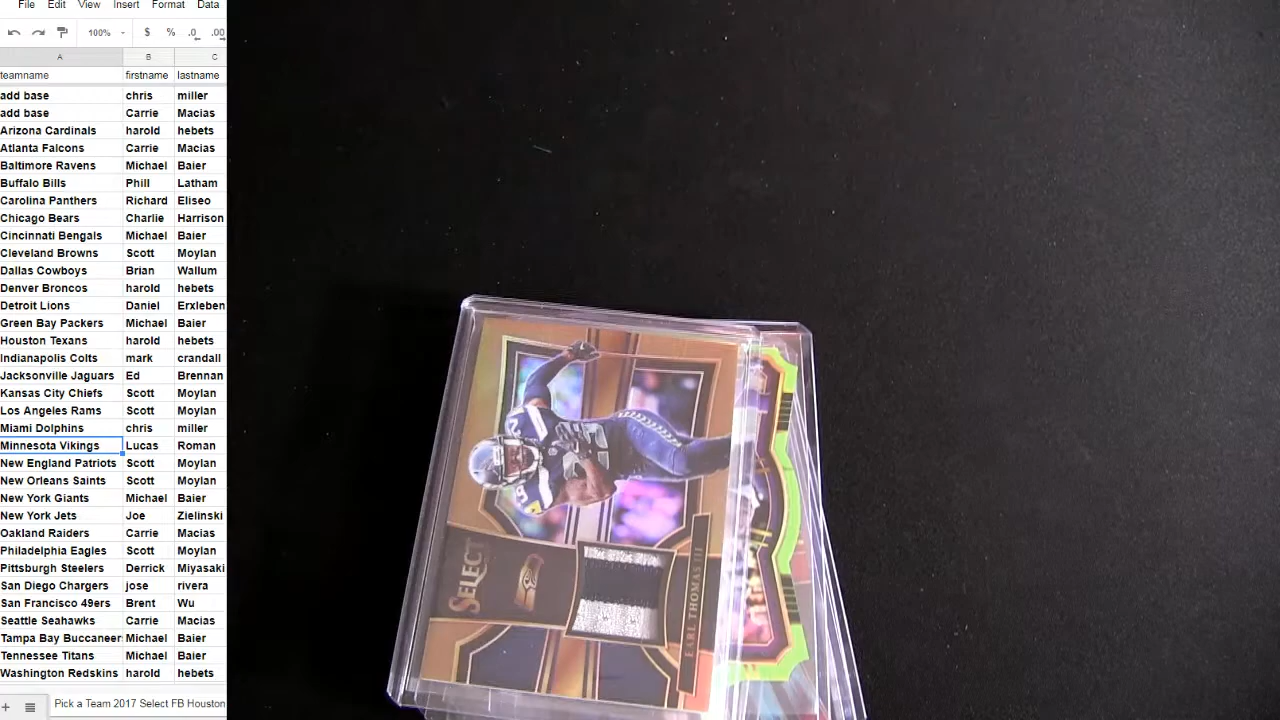 File Edit View Insert Format Data
100% $ % .0 .00
A B C
teamname firstname lastname
add base chris miller
add base Carrie Macias
Arizona Cardinals harold hebets
Atlanta Falcons Carrie Macias
Baltimore Ravens Michael Baier
Buffalo Bills Phill Latham
Carolina Panthers Richard Eliseo
Chicago Bears Charlie Harrison
Cincinnati Bengals Michael Baier
Cleveland Browns Scott Moylan
Dallas Cowboys Brian Wallum
Denver Broncos harold hebets
Detroit Lions Daniel Erxleben
Green Bay Packers Michael Baier
Houston Texans harold hebets
Indianapolis Colts mark crandall
Jacksonville Jaguars Ed Brennan
Kansas City Chiefs Scott Moylan
Los Angeles Rams Scott Moylan
Miami Dolphins chris miller
Minnesota Vikings Lucas Roman
New England Patriots Scott Moylan
New Orleans Saints Scott Moylan
New York Giants Michael Baier
New York Jets Joe Zielinski
Oakland Raiders Carrie Macias
Philadelphia Eagles Scott Moylan
Pittsburgh Steelers Derrick Miyasaki
San Diego Chargers jose rivera
San Francisco 49ers Brent Wu
Seattle Seahawks Carrie Macias
Tampa Bay Buccaneer Michael Baier
Tennessee Titans Michael Baier
Washington Redskins harold hebets
Pick a Team 2017 Select FB Houston
SELECT
EARL THOMAS III